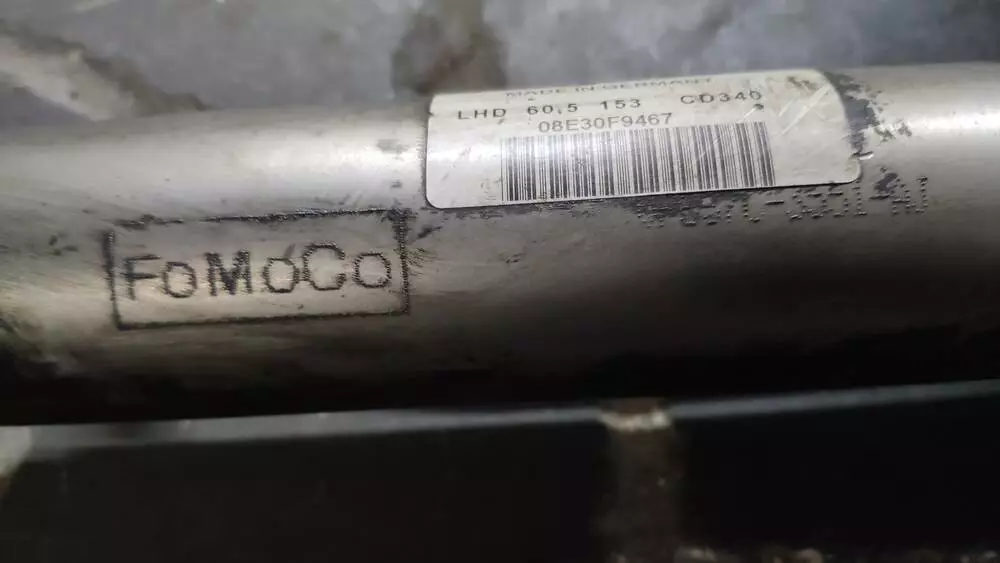 MADE IN GERMANY
LHD 60,5 153 CD340
08E30F9467
FoMoCo